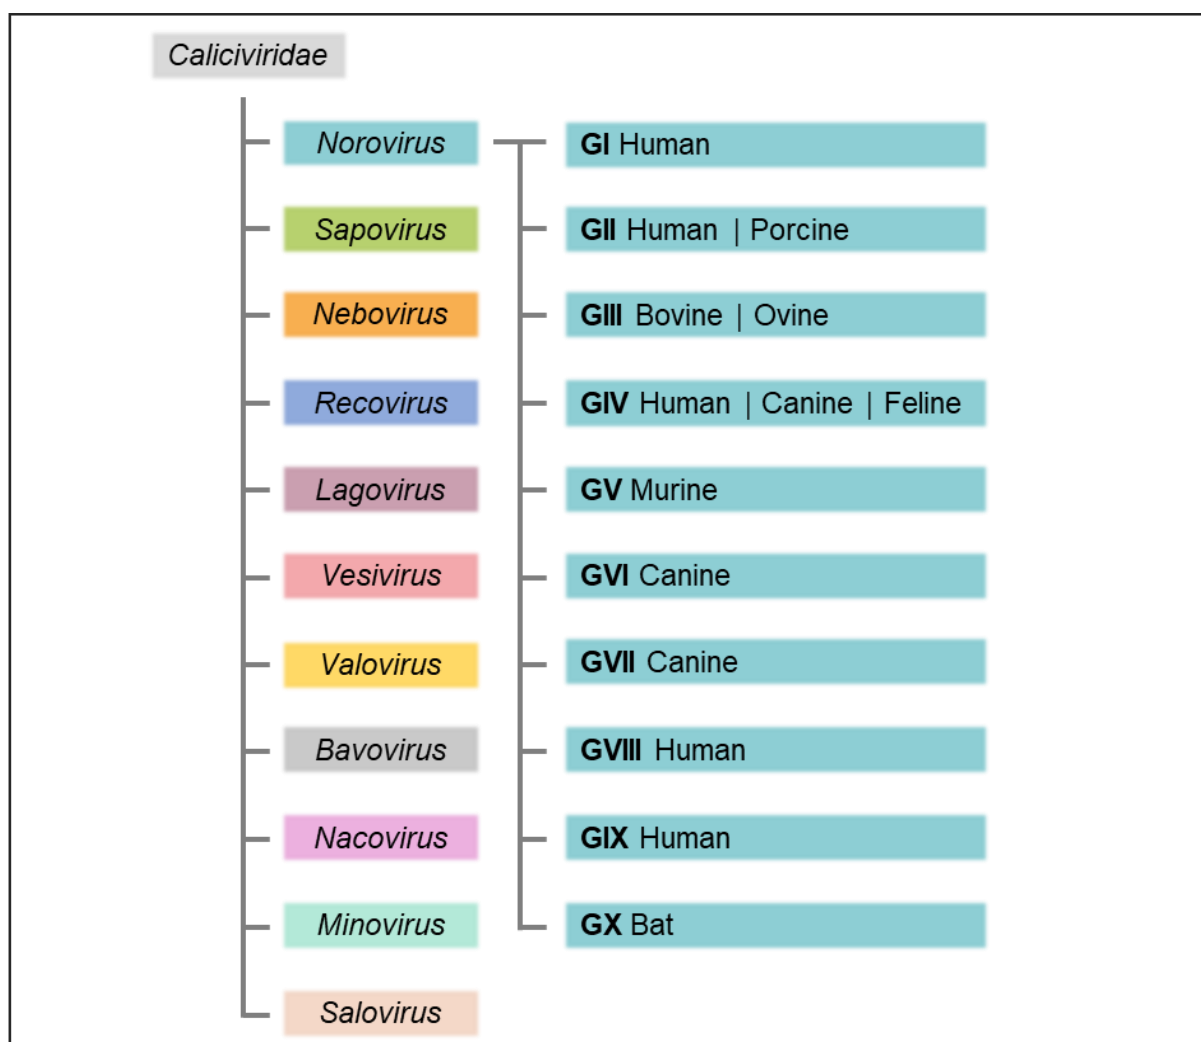 Caliciviridae
Norovirus
Sapovirus
Nebovirus
Recovirus
Lagovirus
Vesivirus
Valovirus
Bavovirus
Nacovirus
Minovirus
Salovirus
GI Human
GII Human | Porcine
GIII Bovine | Ovine
GIV Human | Canine | Feline
GV Murine
GVI Canine
GVII Canine
GVIII Human
GIX Human
GX Bat